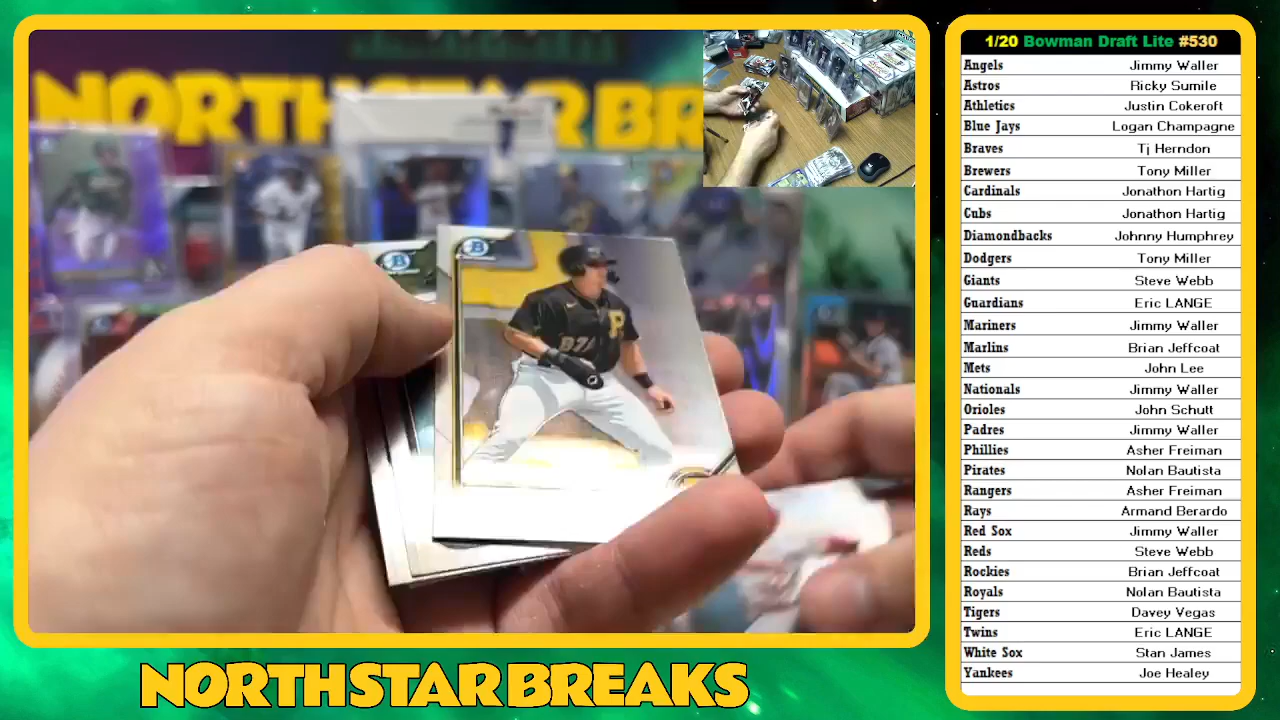 NORTH
BR
P
1/20 Bowman Draft Lite #530
Angels Jimmy Waller
Astros Ricky Sumile
Athletics Justin Cokeroft
Blue Jays Logan Champagne
Braves Tj Herndon
Brewers Tony Miller
Cardinals Jonathon Hartig
Cubs Jonathon Hartig
Diamondbacks Johnny Humphrey
Dodgers Tony Miller
Giants Steve Webb
Guardians Eric LANGE
Mariners Jimmy Waller
Marlins Brian Jeffcoat
Mets John Lee
Nationals Jimmy Waller
Orioles John Schutt
Padres Jimmy Waller
Phillies Asher Freiman
Pirates Nolan Bautista
Rangers Asher Freiman
Rays Armand Berardo
Red Sox Jimmy Waller
Reds Steve Webb
Rockies Brian Jeffcoat
Royals Nolan Bautista
Tigers Davey Vegas
Twins Eric LANGE
White Sox Stan James
Yankees Joe Healey
NORTHSTAR BREAKS